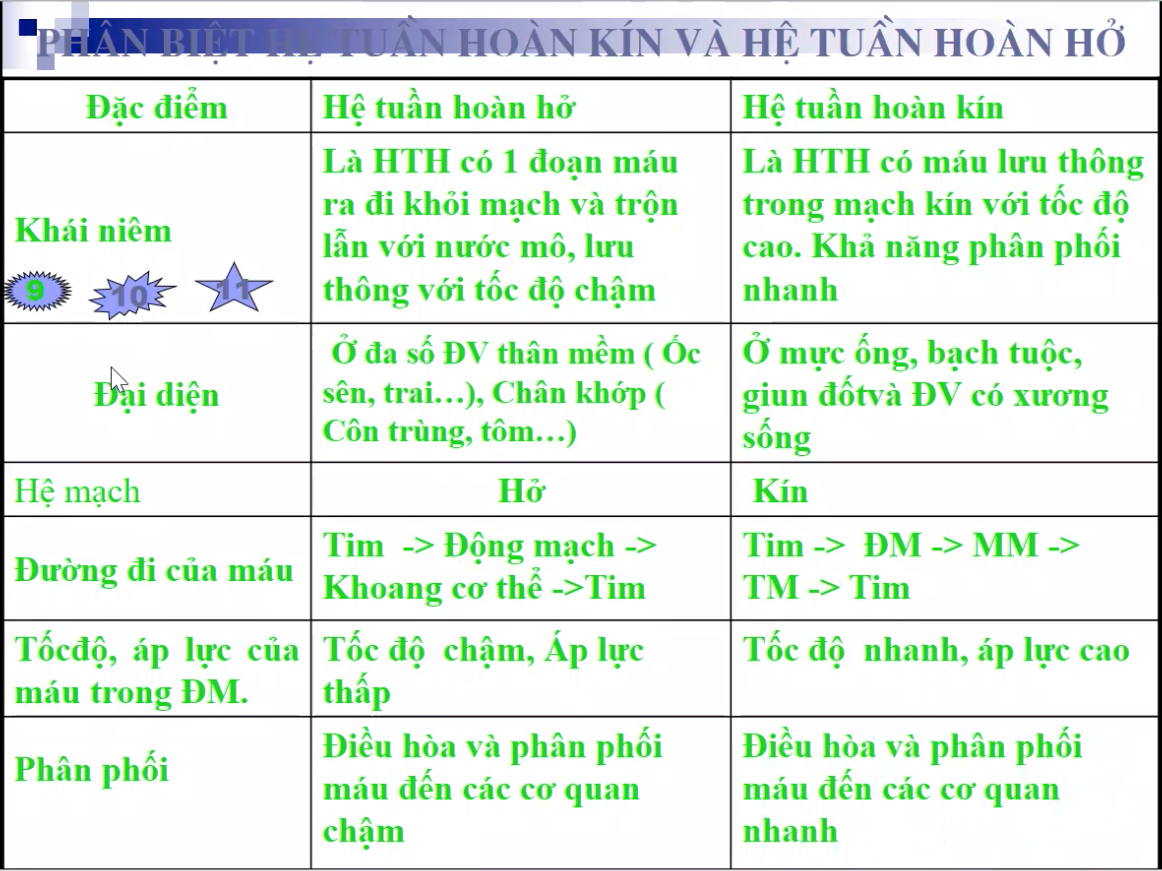 PHÂN BIỆT HỆ TUẦN HOÀN KÍN VÀ HỆ TUẦN HOÀN HỞ
Đặc điểm
Hệ tuần hoàn hở
Hệ tuần hoàn kín
Khái niêm
9
10
11
Là HTH có 1 đoạn máu
ra đi khỏi mạch và trộn
lẫn với nước mô, lưu
thông với tốc độ chậm
Là HTH có máu lưu thông
trong mạch kín với tốc độ
cao. Khả năng phân phối
nhanh
Đại diện
Ở đa số ĐV thân mềm ( Ốc
sên, trai…), Chân khớp (
Côn trùng, tôm…)
Ở mực ống, bạch tuộc,
giun đốtvà ĐV có xương
sống
Hệ mạch
Hở
Kín
Đường đi của máu
Tim -> Động mạch ->
Khoang cơ thể ->Tim
Tim -> ĐM -> MM ->
TM -> Tim
Tốcđộ, áp lực của
máu trong ĐM.
Tốc độ chậm, Áp lực
thấp
Tốc độ nhanh, áp lực cao
Phân phối
Điều hòa và phân phối
máu đến các cơ quan
chậm
Điều hòa và phân phối
máu đến các cơ quan
nhanh